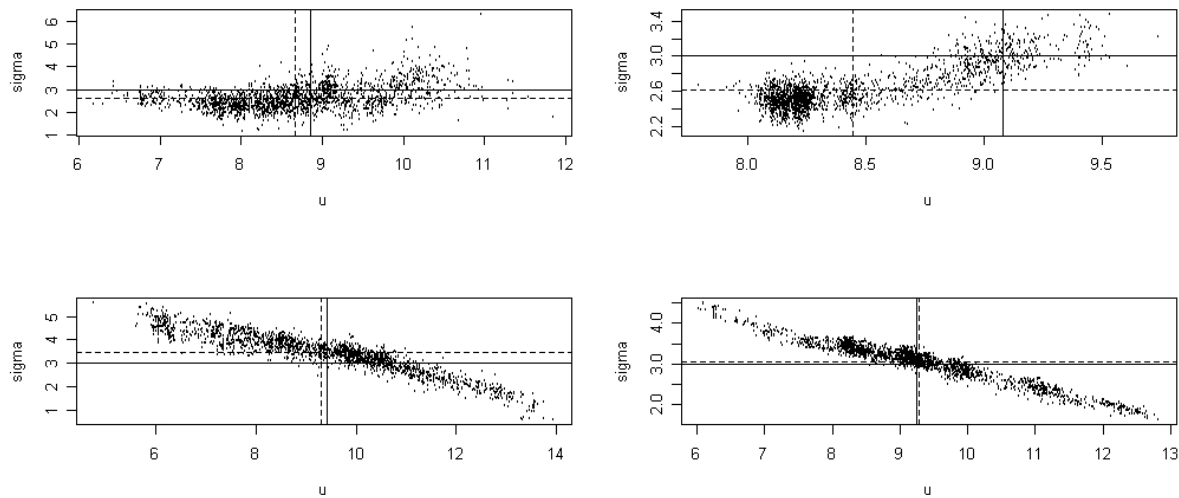 sigma
1 2 3 4 5 6
6 7 8 9 10 11 12
u
sigma
2.2 2.6 3.0 3.4
8.0 8.5 9.0 9.5
u
sigma
1 2 3 4 5
6 8 10 12 14
u
sigma
2.0 3.0 4.0
6 7 8 9 10 11 12 13
u